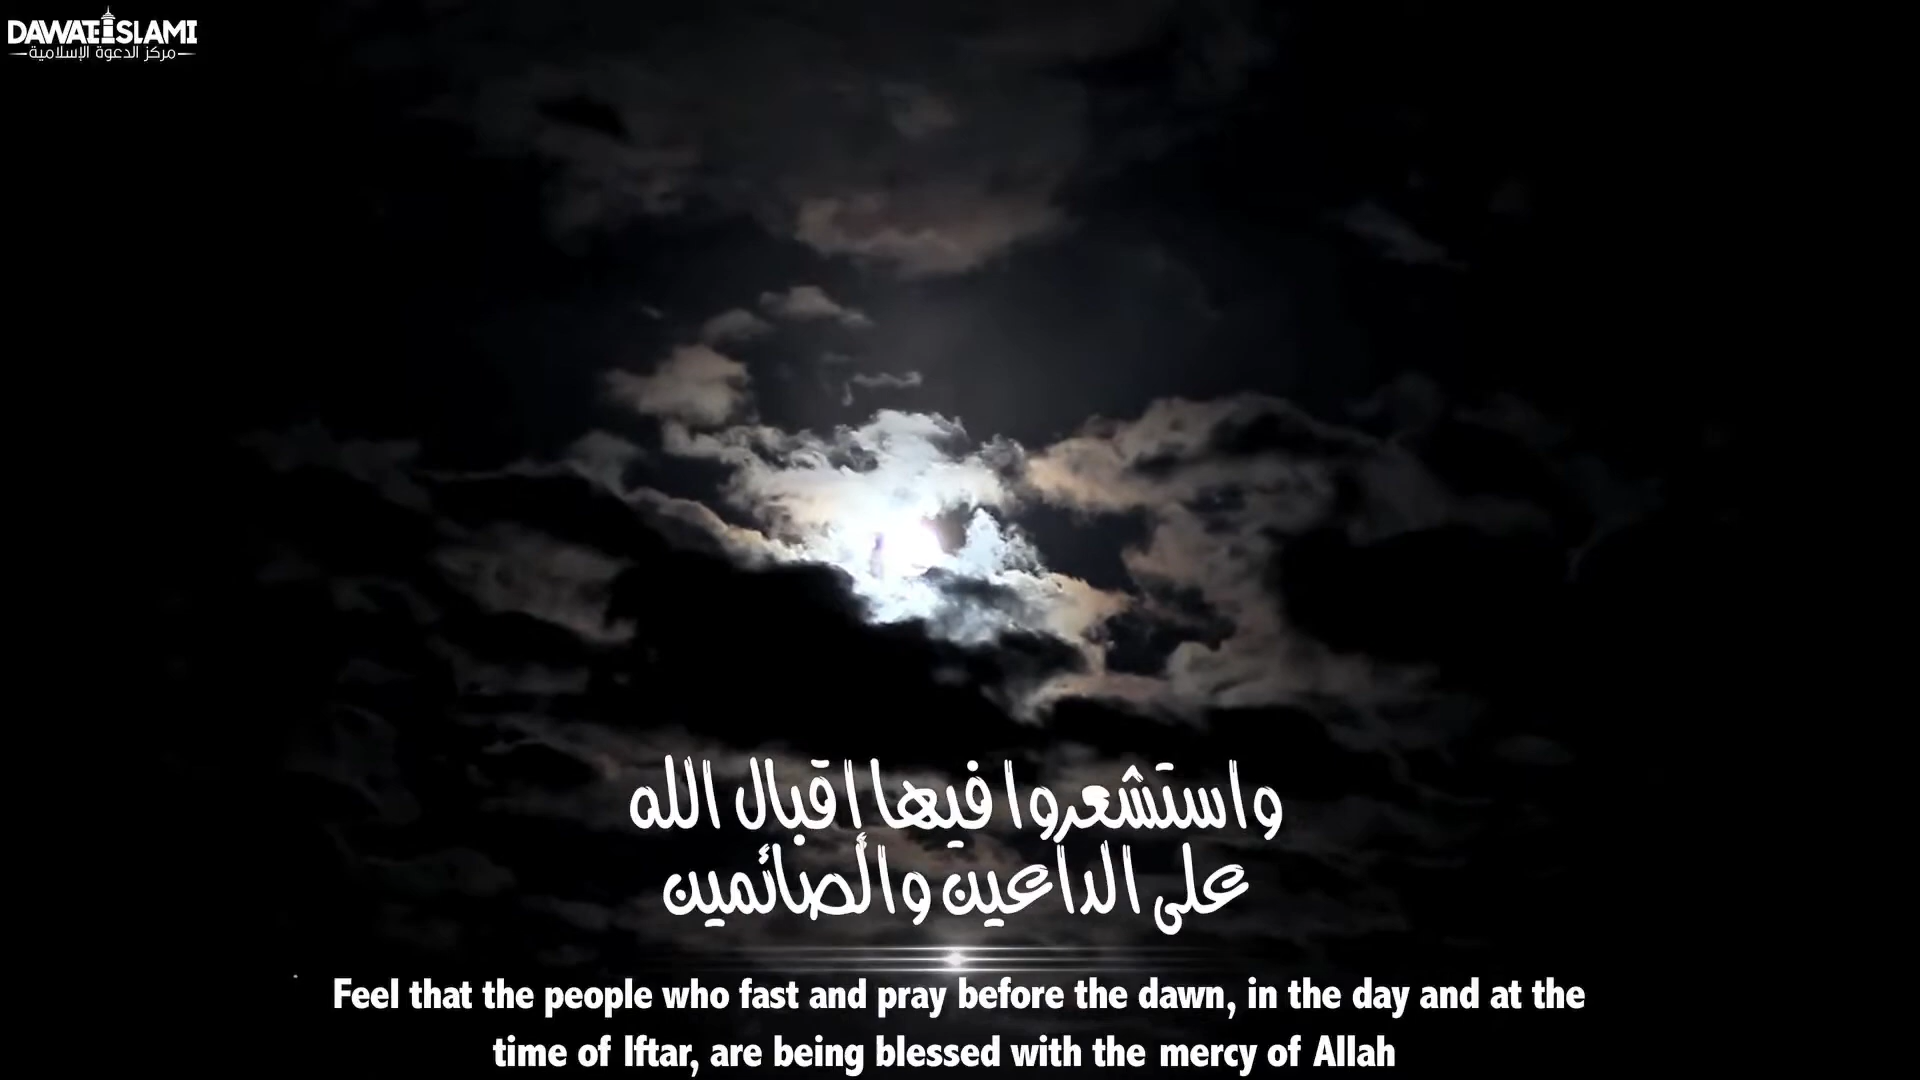 DAWATEISLAMI
مركز الدعوة الإسلامية
واستشعروا فيها إقبال الله
على الداعين والصائمين
Feel that the people who fast and pray before the dawn, in the day and at the
time of Iftar, are being blessed with the mercy of Allah